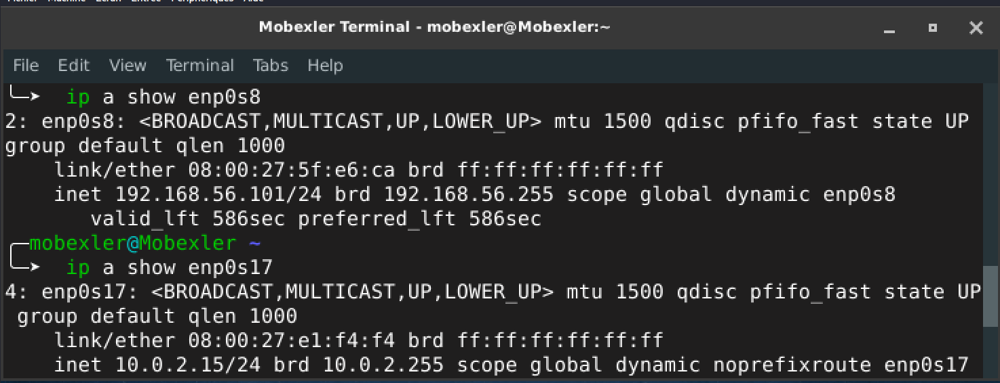 Fichier Machine Écran Entrée Périphériques Aide
Mobexler Terminal - mobexler@Mobexler:~
File Edit View Terminal Tabs Help
╰─➤ ip a show enp0s8
2: enp0s8: <BROADCAST,MULTICAST,UP,LOWER_UP> mtu 1500 qdisc pfifo_fast state UP
group default qlen 1000
link/ether 08:00:27:5f:e6:ca brd ff:ff:ff:ff:ff:ff
inet 192.168.56.101/24 brd 192.168.56.255 scope global dynamic enp0s8
valid_lft 586sec preferred_lft 586sec
╭─mobexler@Mobexler ~
╰─➤ ip a show enp0s17
4: enp0s17: <BROADCAST,MULTICAST,UP,LOWER_UP> mtu 1500 qdisc pfifo_fast state UP
group default qlen 1000
link/ether 08:00:27:e1:f4:f4 brd ff:ff:ff:ff:ff:ff
inet 10.0.2.15/24 brd 10.0.2.255 scope global dynamic noprefixroute enp0s17